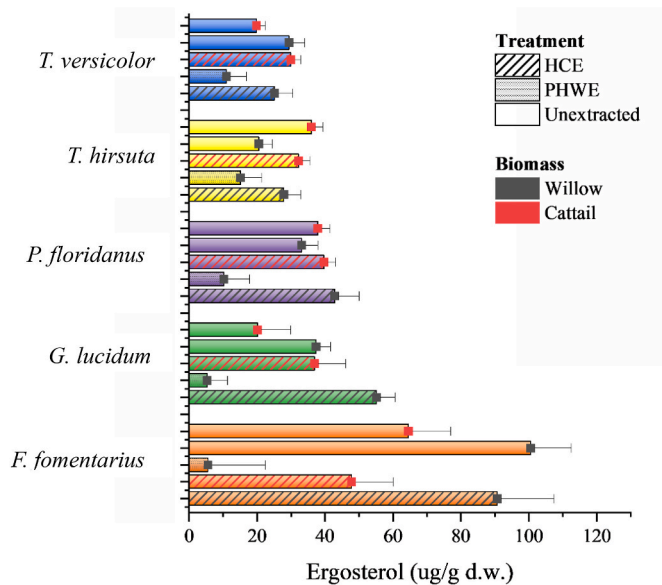 T. versicolor
T. hirsuta
P. floridanus
G. lucidum
F. fomentarius
Treatment
HCE
PHWE
Unextracted
Biomass
Willow
Cattail
0 20 40 60 80 100 120
Ergosterol (ug/g d.w.)